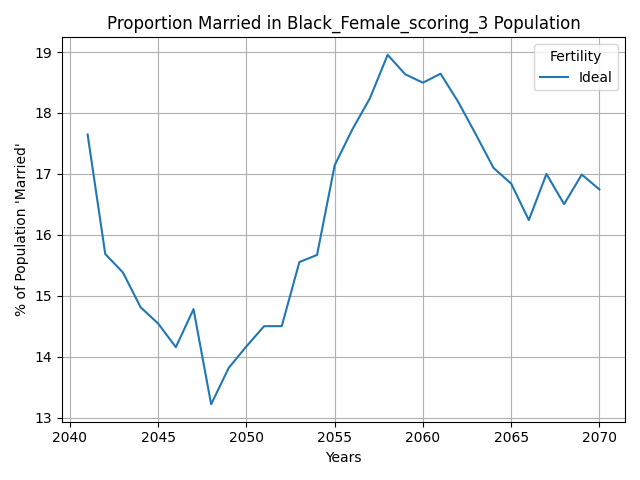 Proportion Married in Black_Female_scoring_3 Population
% of Population 'Married'
19
18
17
16
15
14
13
Fertility
Ideal
2040 2045 2050 2055 2060 2065 2070
Years